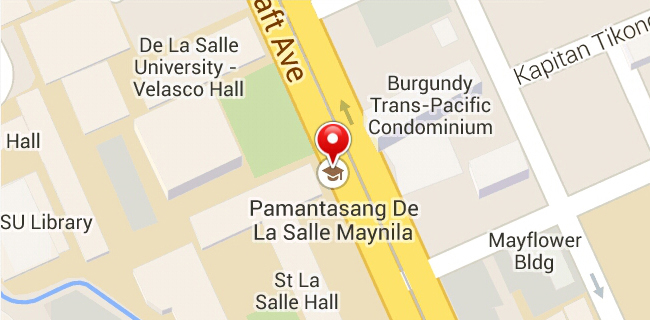 aft Ave
De La Salle
University -
Velasco Hall
Kapitan Tikong
Burgundy
Trans-Pacific
Condominium
Hall
Pamantasang De
La Salle Maynila
SU Library
Mayflower
Bldg
St La
Salle Hall